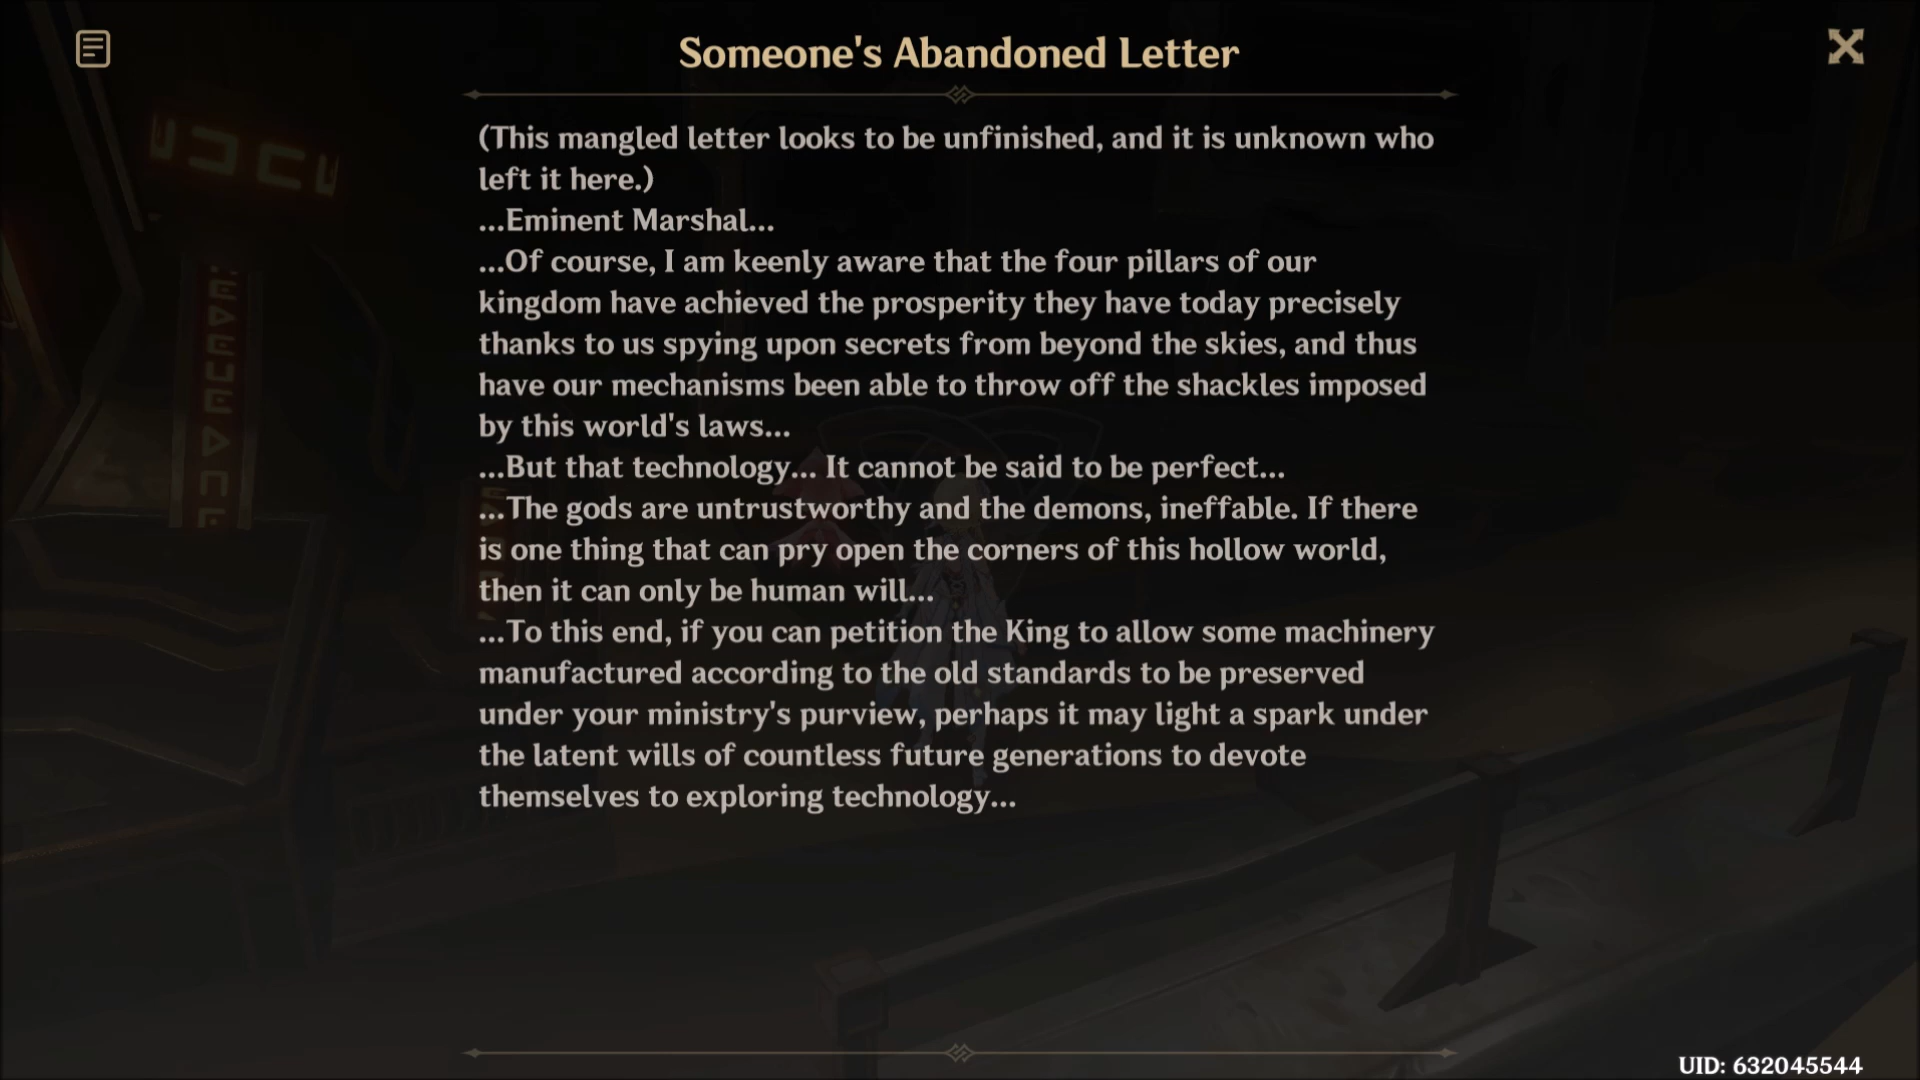 Someone's Abandoned Letter
(This mangled letter looks to be unfinished, and it is unknown who
left it here.)
...Eminent Marshal...
...Of course, I am keenly aware that the four pillars of our
kingdom have achieved the prosperity they have today precisely
thanks to us spying upon secrets from beyond the skies, and thus
have our mechanisms been able to throw off the shackles imposed
by this world's laws...
...But that technology... It cannot be said to be perfect...
...The gods are untrustworthy and the demons, ineffable. If there
is one thing that can pry open the corners of this hollow world,
then it can only be human will...
...To this end, if you can petition the King to allow some machinery
manufactured according to the old standards to be preserved
under your ministry's purview, perhaps it may light a spark under
the latent wills of countless future generations to devote
themselves to exploring technology...
UID: 632045544